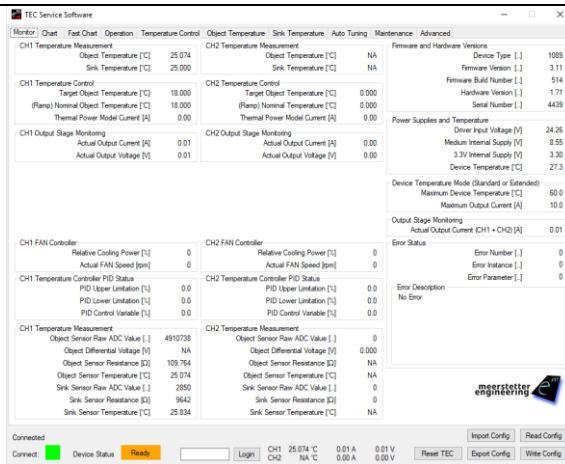 TEC Service Software
Monitor Chart Fast Chart Operation Temperature Control Object Temperature Sink Temperature Auto Tuning Maintenance Advanced
CH1 Temperature Measurement
Object Temperature [°C] 25.074
Sink Temperature [°C] 25.000
CH1 Temperature Control
Target Object Temperature [°C] 18.000
(Ramp) Nominal Object Temperature [°C] 18.000
Thermal Power Model Current [A] 0.00
CH1 Output Stage Monitoring
Actual Output Current [A] 0.01
Actual Output Voltage [V] 0.01
CH1 FAN Controller
Relative Cooling Power [%] 0
Actual FAN Speed [rpm] 0
CH1 Temperature Controller PID Status
PID Upper Limitation [%] 0.0
PID Lower Limitation [%] 0.0
PID Control Variable [%] 0.0
CH1 Temperature Measurement
Object Sensor Raw ADC Value [..] 4910738
Object Differential Voltage [V] NA
Object Sensor Resistance [Ω] 109.764
Object Sensor Temperature [°C] 25.074
Sink Sensor Raw ADC Value [..] 2850
Sink Sensor Resistance [Ω] 9642
Sink Sensor Temperature [°C] 25.834
CH2 Temperature Measurement
Object Temperature [°C] NA
Sink Temperature [°C] NA
CH2 Temperature Control
Target Object Temperature [°C] 0.000
(Ramp) Nominal Object Temperature [°C] 0.000
Thermal Power Model Current [A] 0.00
CH2 Output Stage Monitoring
Actual Output Current [A] 0.00
Actual Output Voltage [V] 0.00
CH2 FAN Controller
Relative Cooling Power [%] 0
Actual FAN Speed [rpm] 0
CH2 Temperature Controller PID Status
PID Upper Limitation [%] 0.0
PID Lower Limitation [%] 0.0
PID Control Variable [%] 0.0
CH2 Temperature Measurement
Object Sensor Raw ADC Value [..] 0
Object Differential Voltage [V] 0.000
Object Sensor Resistance [Ω] NA
Object Sensor Temperature [°C] NA
Sink Sensor Raw ADC Value [..] 0
Sink Sensor Resistance [Ω] 0
Sink Sensor Temperature [°C] NA
Firmware and Hardware Versions
Device Type [..] 1089
Firmware Version [..] 3.11
Firmware Build Number [..] 514
Hardware Version [..] 1.71
Serial Number [..] 4439
Power Supplies and Temperature
Driver Input Voltage [V] 24.26
Medium Internal Supply [V] 8.55
3.3V Internal Supply [V] 3.30
Device Temperature [°C] 27.3
Device Temperature Mode (Standard or Extended)
Maximum Device Temperature [°C] 60.0
Maximum Output Current [A] 10.0
Output Stage Monitoring
Actual Output Current (CH1 + CH2) [A] 0.01
Error Status
Error Number [..] 0
Error Instance [..] 0
Error Parameter [..] 0
Error Description
No Error
meerstetter
engineering
Connected
Connect: Device Status Ready Login
CH1 25.074 °C 0.01 A 0.01 V
CH2 NA °C 0.00 A 0.00 V
Import Config Read Config
Reset TEC Export Config Write Config